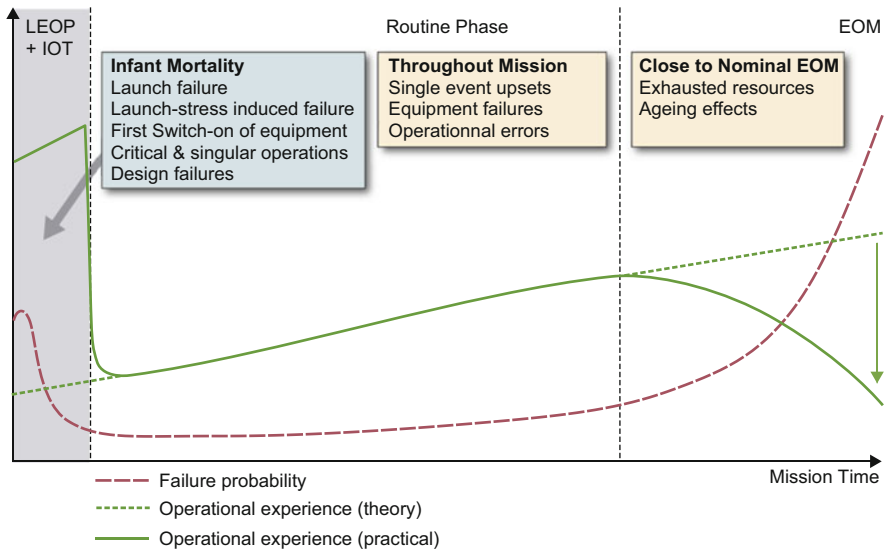 LEOP
+ IOT
Routine Phase
EOM
Infant Mortality
Launch failure
Launch-stress induced failure
First Switch-on of equipment
Critical & singular operations
Design failures
Throughout Mission
Single event upsets
Equipment failures
Operationnal errors
Close to Nominal EOM
Exhausted resources
Ageing effects
Mission Time
Failure probability
Operational experience (theory)
Operational experience (practical)